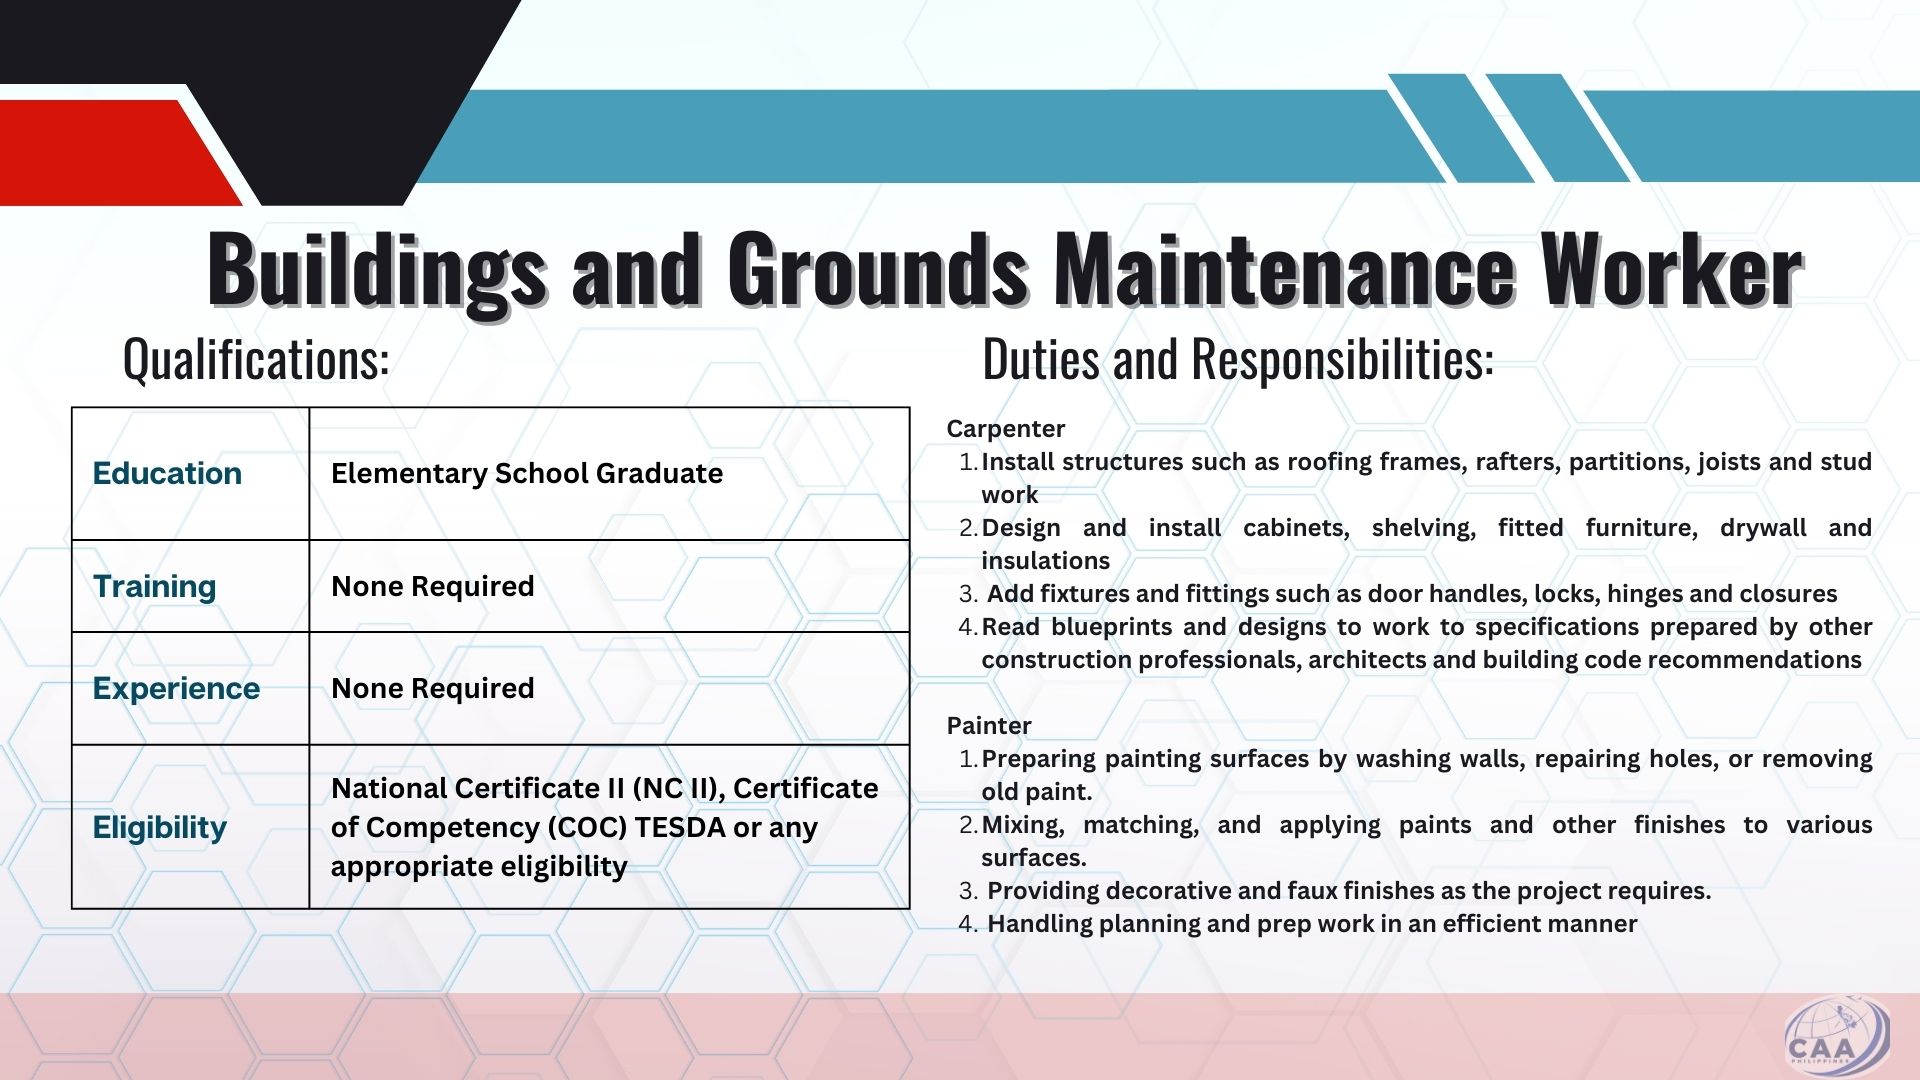 Buildings and Grounds Maintenance Worker
Qualifications:
Education
Elementary School Graduate
Training
None Required
Experience
None Required
Eligibility
National Certificate II (NC II), Certificate
of Competency (COC) TESDA or any
appropriate eligibility
Duties and Responsibilities:
Carpenter
1. Install structures such as roofing frames, rafters, partitions, joists and stud
work
2. Design and install cabinets, shelving, fitted furniture, drywall and
insulations
3. Add fixtures and fittings such as door handles, locks, hinges and closures
4. Read blueprints and designs to work to specifications prepared by other
construction professionals, architects and building code recommendations
Painter
1. Preparing painting surfaces by washing walls, repairing holes, or removing
old paint.
2. Mixing, matching, and applying paints and other finishes to various
surfaces.
3. Providing decorative and faux finishes as the project requires.
4. Handling planning and prep work in an efficient manner
CAA
PHILIPPINES